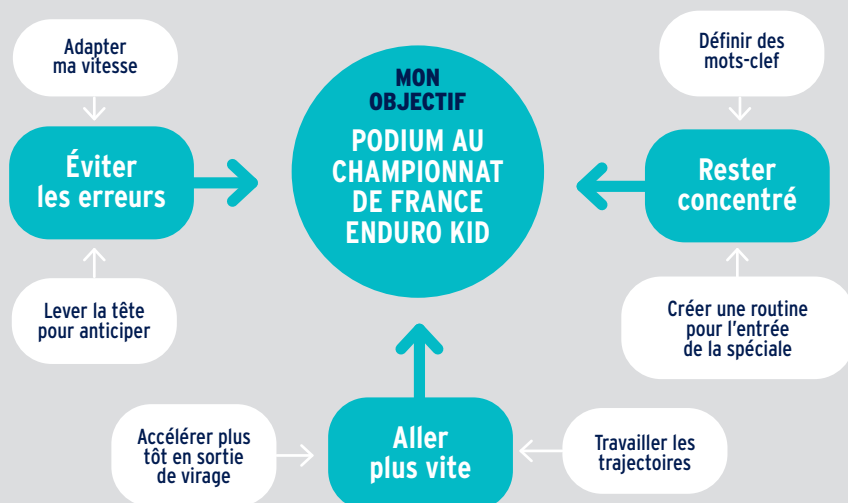 Adapter
ma vitesse
Éviter
les erreurs
Lever la tête
pour anticiper
MON
OBJECTIF
PODIUM AU
CHAMPIONNAT
DE FRANCE
ENDURO KID
Définir des
mots-clef
Rester
concentré
Créer une routine
pour l'entrée
de la spéciale
Accélérer plus
tôt en sortie
de virage
Aller
plus vite
Travailler les
trajectoires